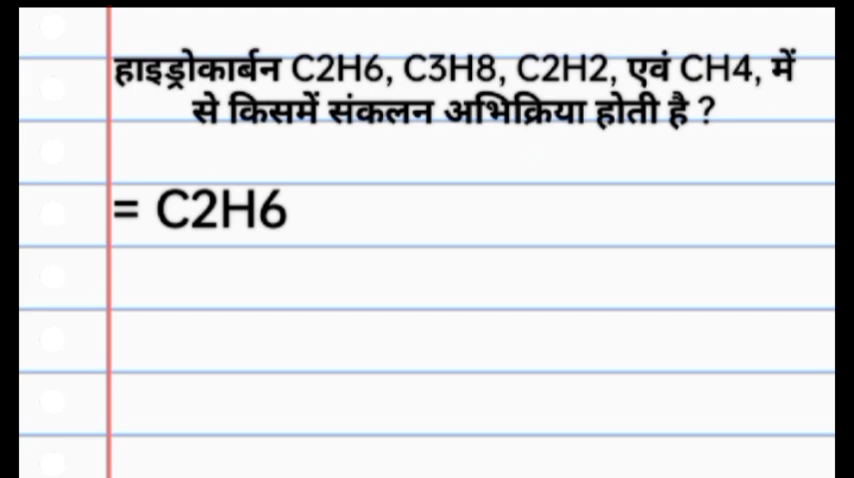 हाइड्रोकार्बन C2H6, C3H8, C2H2, एवं CH4, में
से किसमें संकलन अभिक्रिया होती है ?
= C2H6